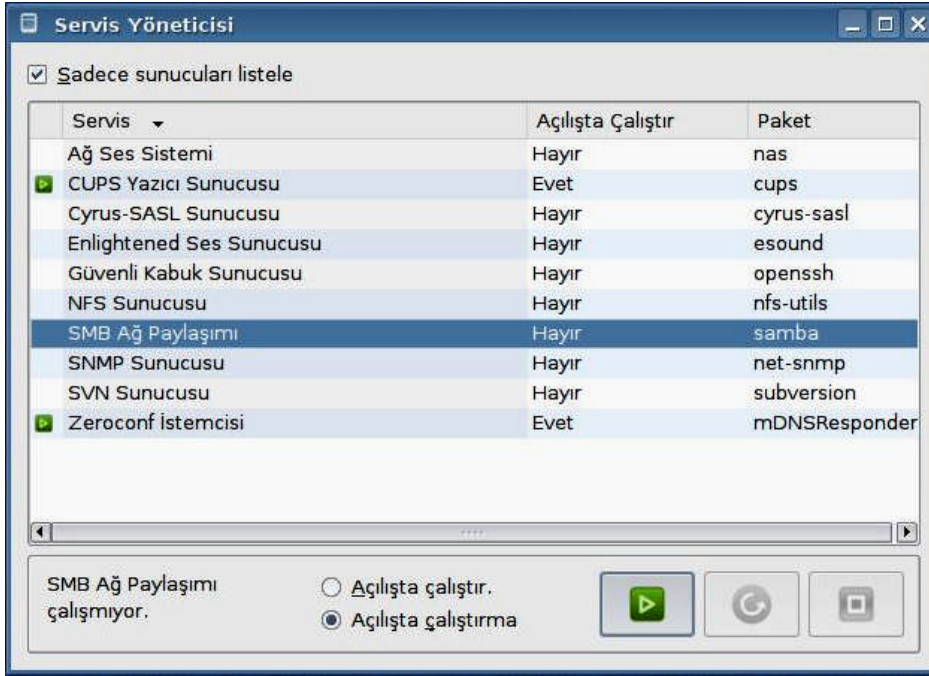 Servis Yöneticisi
Sadece sunucuları listele
Servis Açılışta Çalıştır Paket
Ağ Ses Sistemi Hayır nas
CUPS Yazıcı Sunucusu Evet cups
Cyrus-SASL Sunucusu Hayır cyrus-sasl
Enlightened Ses Sunucusu Hayır esound
Güvenli Kabuk Sunucusu Hayır openssh
NFS Sunucusu Hayır nfs-utils
SMB Ağ Paylaşımı Hayır samba
SNMP Sunucusu Hayır net-snmp
SVN Sunucusu Hayır subversion
Zeroconf İstemcisi Evet mDNSResponder
SMB Ağ Paylaşımı
çalışmıyor.
Açılışta çalıştır.
Açılışta çalıştırma